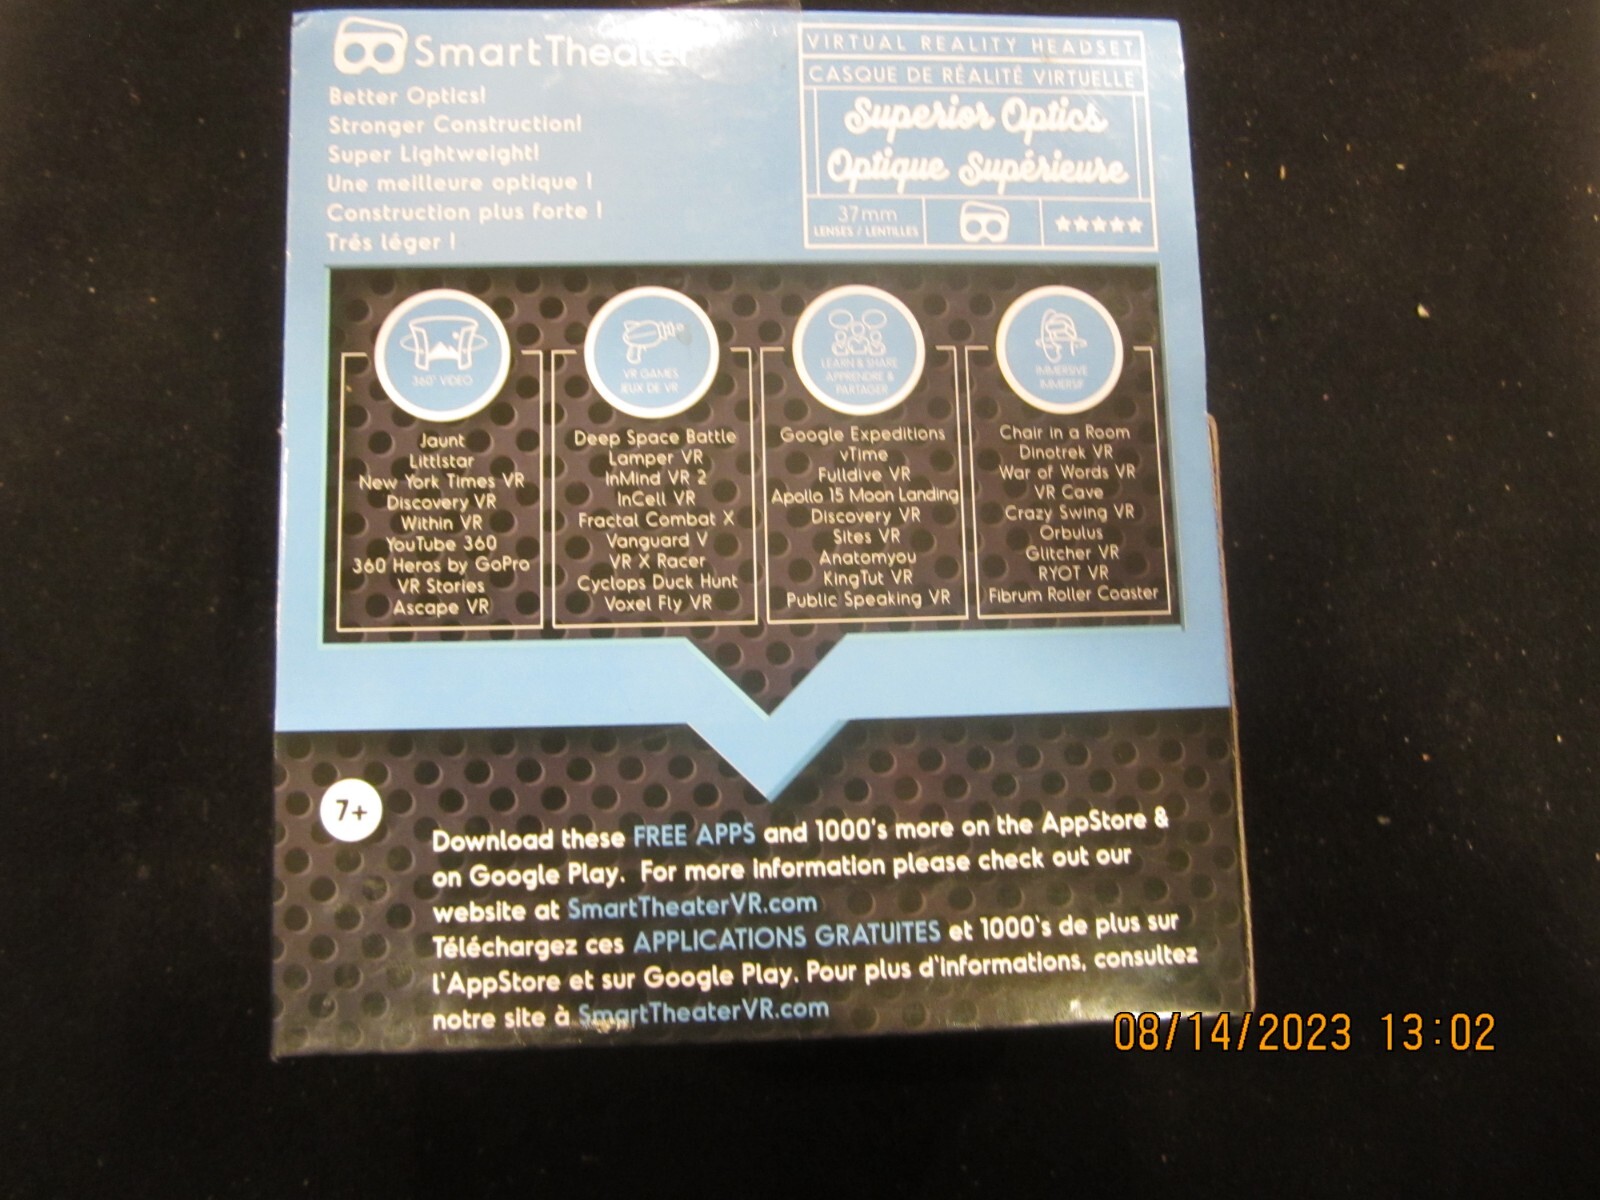 SmartTheater
Better Optics!
Stronger Construction!
Super Lightweight!
Une meilleure optique !
Construction plus forte !
Trés léger !
VIRTUAL REALITY HEADSET
CASQUE DE RÉALITÉ VIRTUELLE
Superior Optics
Optique Supérieure
37mm
LENSES / LENTILLES
360° VIDEO
Jaunt
Littlstar
New York Times VR
Discovery VR
Within VR
YouTube 360
360 Heros by GoPro
VR Stories
Ascape VR
VR GAMES
JEUX DE VR
Deep Space Battle
Lamper VR
InMind VR 2
InCell VR
Fractal Combat X
Vanguard V
VR X Racer
Cyclops Duck Hunt
Voxel Fly VR
LEARN & SHARE
APPRENDRE &
PARTAGER
Google Expeditions
vTime
Fulldive VR
Apollo 15 Moon Landing
Discovery VR
Sites VR
Anatomyou
KingTut VR
Public Speaking VR
IMMERSIVE
IMMERSIF
Chair in a Room
Dinotrek VR
War of Words VR
VR Cave
Crazy Swing VR
Orbulus
Glitcher VR
RYOT VR
Fibrum Roller Coaster
7+
Download these FREE APPS and 1000's more on the AppStore &
on Google Play. For more information please check out our
website at SmartTheaterVR.com
Téléchargez ces APPLICATIONS GRATUITES et 1000's de plus sur
l'AppStore et sur Google Play. Pour plus d'informations, consultez
notre site à SmartTheaterVR.com
08/14/2023 13:02